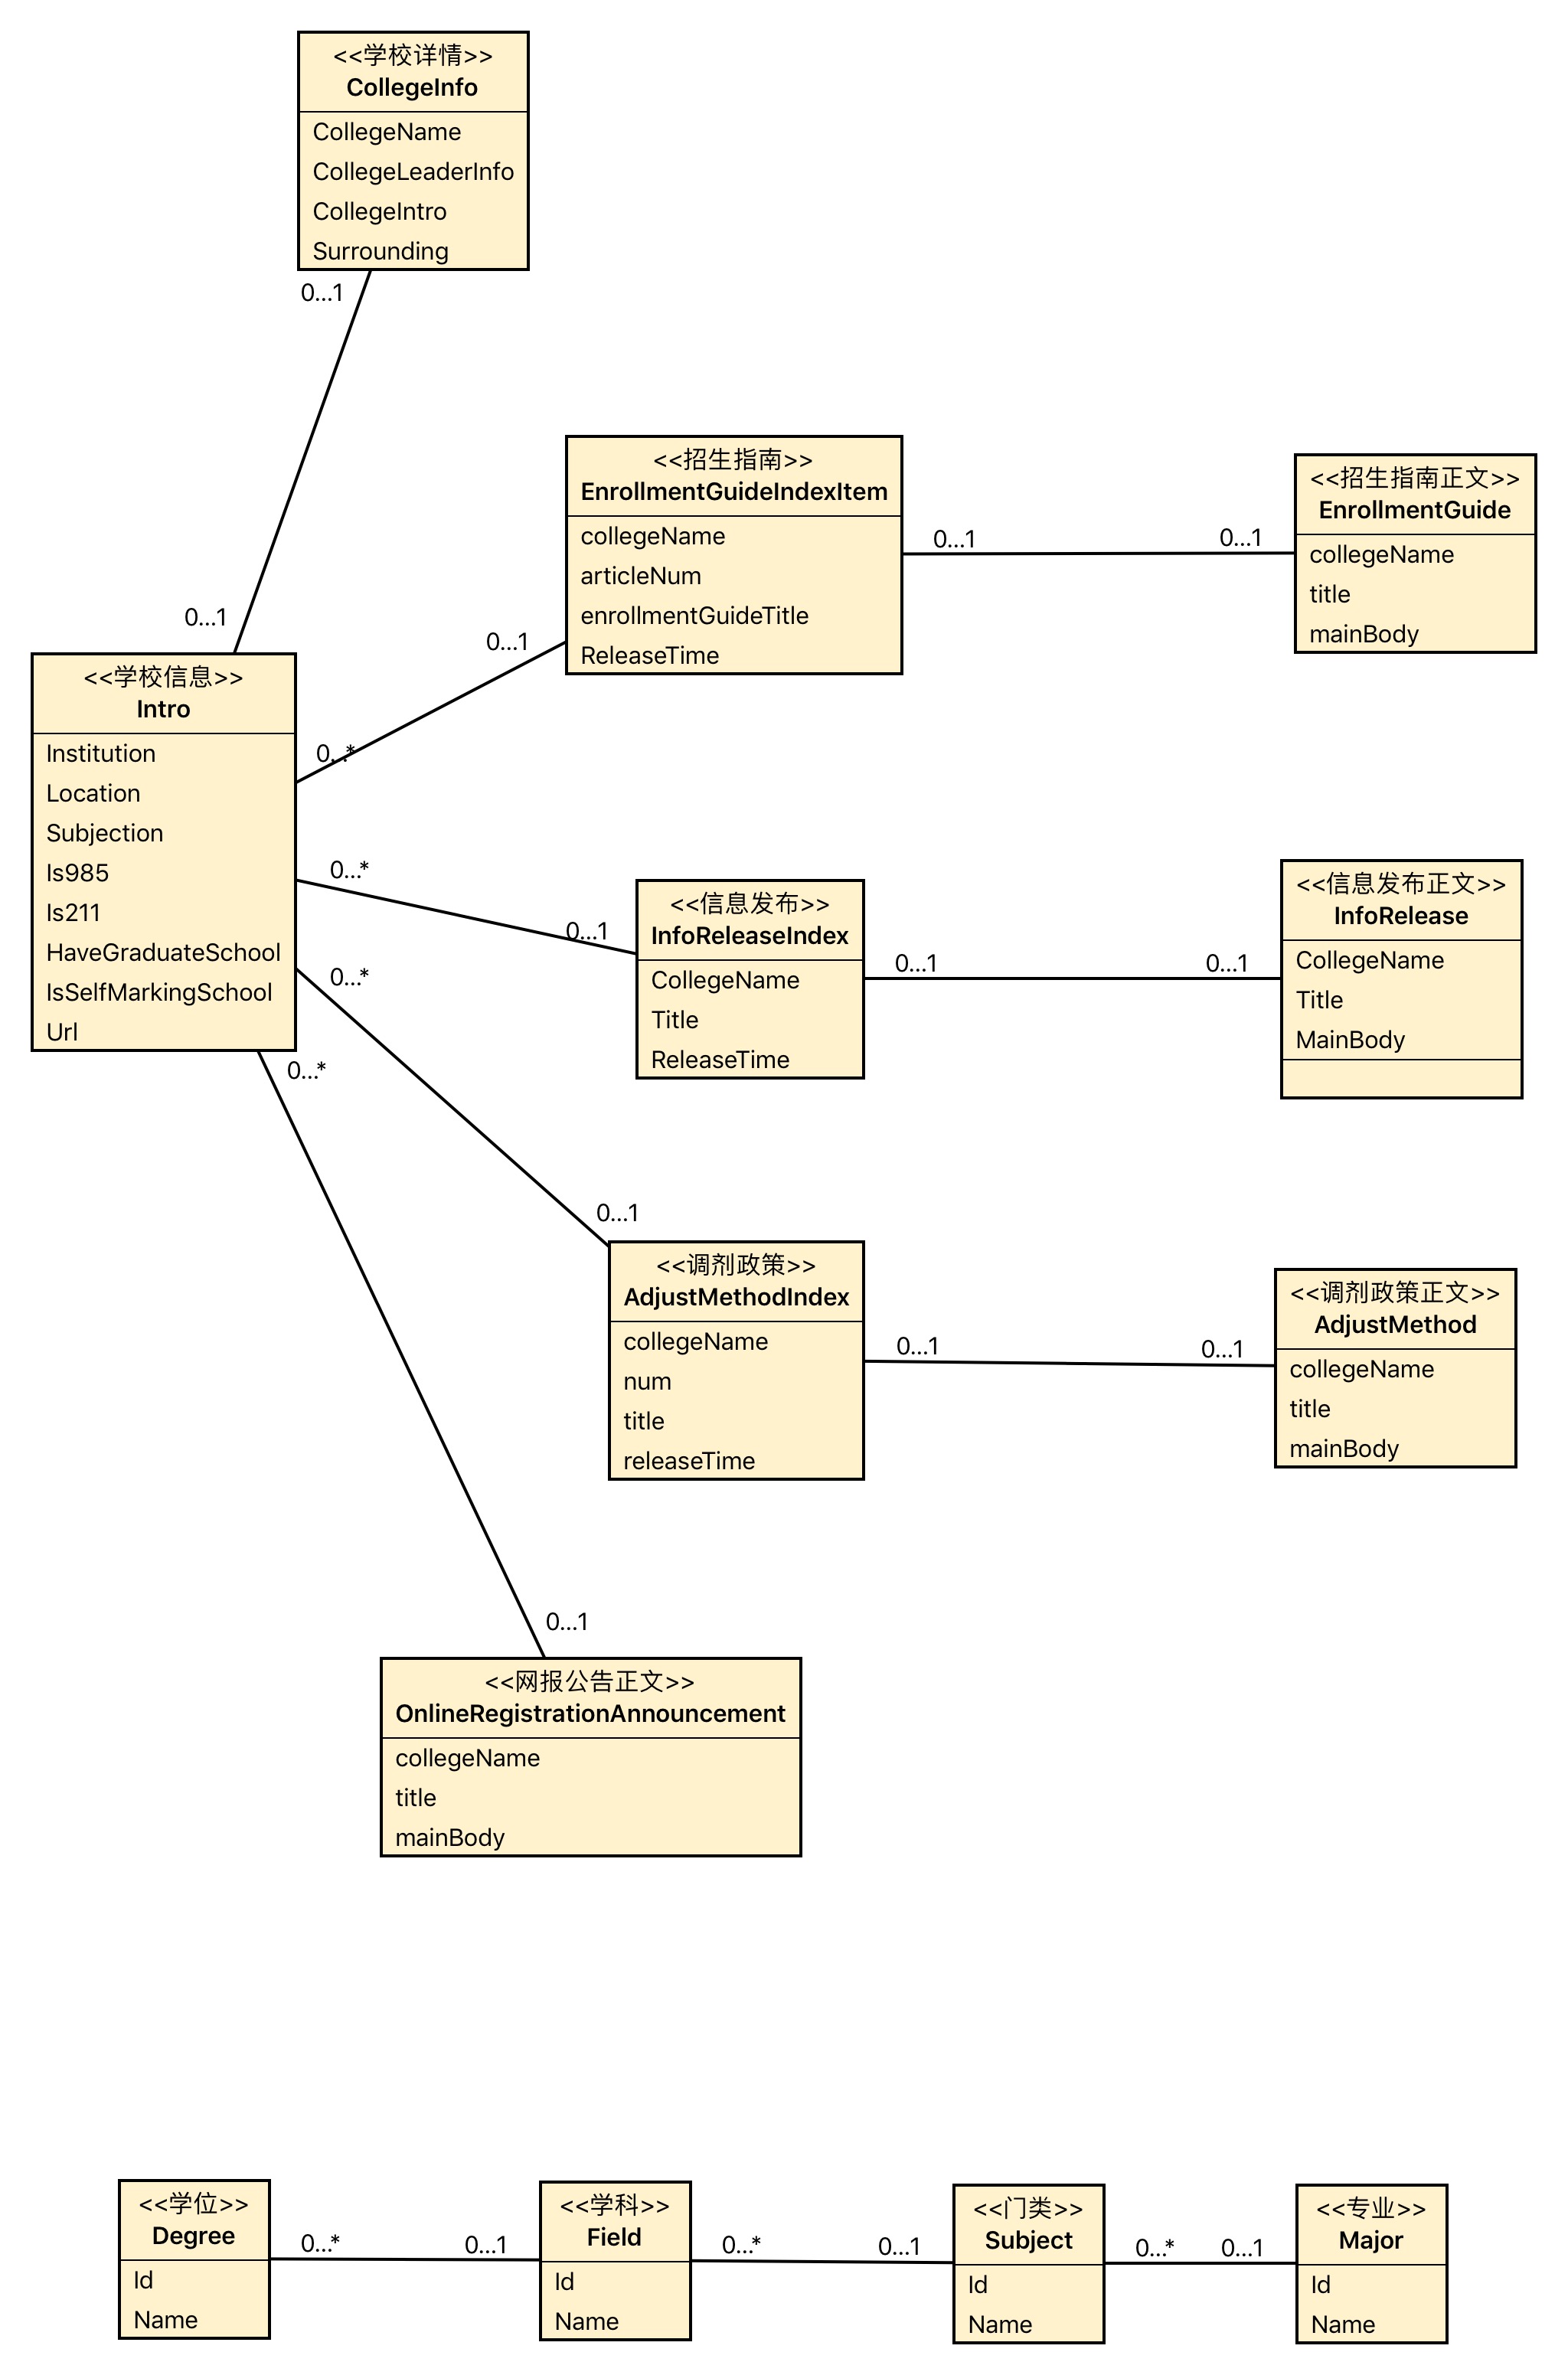 <<学校详情>>
CollegeInfo
CollegeName
CollegeLeaderInfo
CollegeIntro
Surrounding
0...1
0...1
<<学校信息>>
Intro
Institution
Location
Subjection
Is985
Is211
HaveGraduateSchool
IsSelfMarkingSchool
Url
0...*
0...1
<<招生指南>>
EnrollmentGuideIndexItem
collegeName
articleNum
enrollmentGuideTitle
ReleaseTime
0...1
0...1
<<招生指南正文>>
EnrollmentGuide
collegeName
title
mainBody
0...*
0...1
<<信息发布>>
InfoReleaseIndex
CollegeName
Title
ReleaseTime
0...1
0...1
<<信息发布正文>>
InfoRelease
CollegeName
Title
MainBody
0...*
0...1
<<调剂政策>>
AdjustMethodIndex
collegeName
num
title
releaseTime
0...1
0...1
<<调剂政策正文>>
AdjustMethod
collegeName
title
mainBody
0...*
0...1
<<网报公告正文>>
OnlineRegistrationAnnouncement
collegeName
title
mainBody
<<学位>>
Degree
Id
Name
0...*
0...1
<<学科>>
Field
Id
Name
0...*
0...1
<<门类>>
Subject
Id
Name
0...*
0...1
<<专业>>
Major
Id
Name